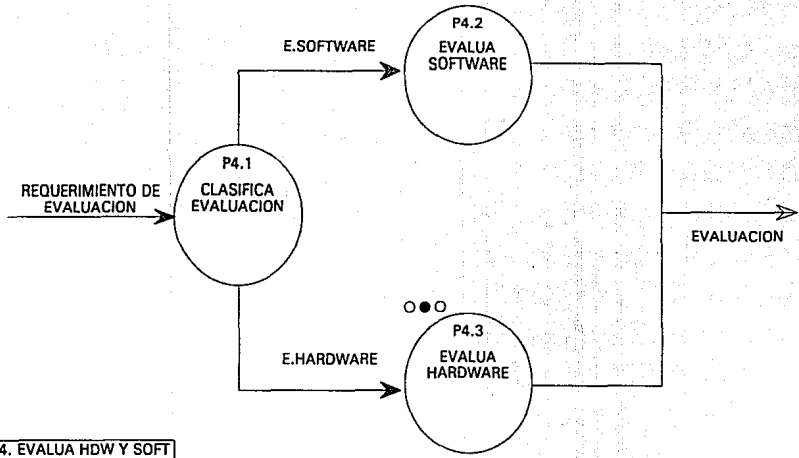 P4.2
EVALUA
SOFTWARE
E.SOFTWARE
P4.1
CLASIFICA
EVALUACION
REQUERIMIENTO DE
EVALUACION
EVALUACION
P4.3
EVALUA
HARDWARE
E.HARDWARE
4. EVALUA HDW Y SOFT